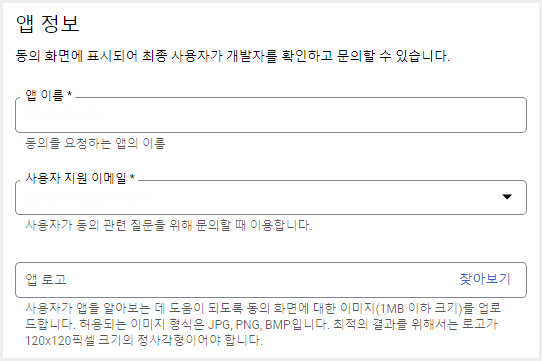 앱 정보
동의 화면에 표시되어 최종 사용자가 개발자를 확인하고 문의할 수 있습니다.
앱 이름 *
동의를 요청하는 앱의 이름
사용자 지원 이메일 *
사용자가 동의 관련 질문을 위해 문의할 때 이용합니다.
앱 로고 찾아보기
사용자가 앱을 알아보는 데 도움이 되도록 동의 화면에 대한 이미지(1MB 이하 크기)를 업로
드합니다. 허용되는 이미지 형식은 JPG, PNG, BMP입니다. 최적의 결과를 위해서는 로고가
120x120픽셀 크기의 정사각형이어야 합니다.